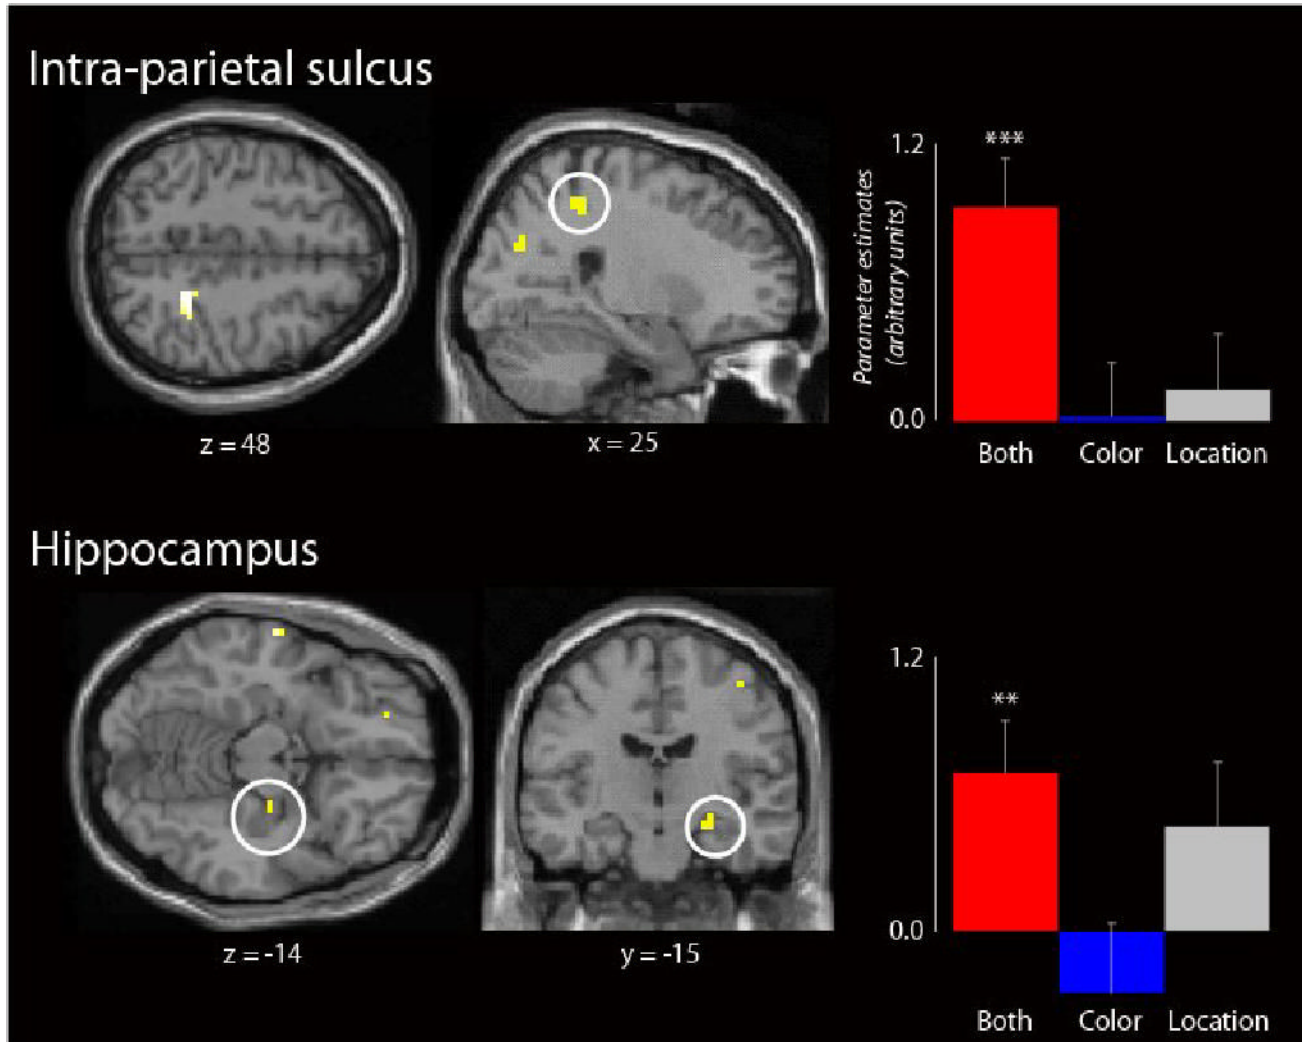 Intra-parietal sulcus
z = 48
x = 25
Parameter estimates
(arbitrary units)
1.2
0.0
***
Both Color Location
Hippocampus
z = -14
y = -15
1.2
0.0
**
Both Color Location